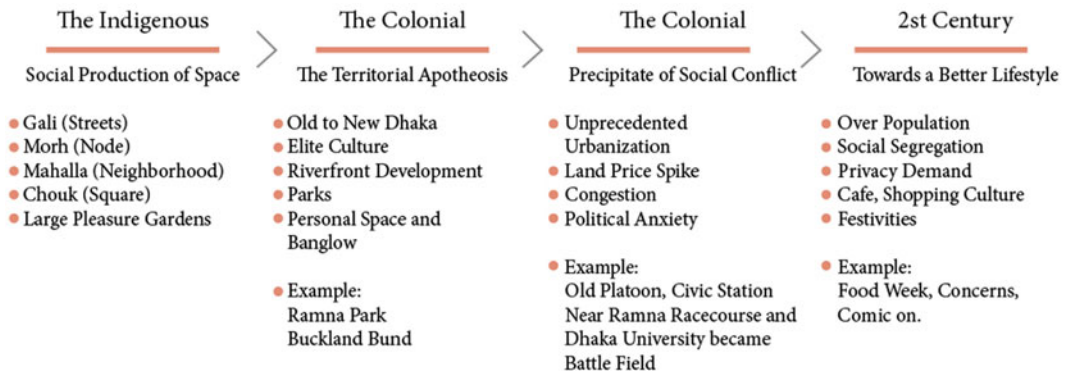 The Indigenous
Social Production of Space
Gali (Streets)
Morh (Node)
Mahalla (Neighborhood)
Chouk (Square)
Large Pleasure Gardens
The Colonial
The Territorial Apotheosis
Old to New Dhaka
Elite Culture
Riverfront Development
Parks
Personal Space and
Banglow
Example:
Ramna Park
Buckland Bund
The Colonial
Precipitate of Social Conflict
Unprecedented
Urbanization
Land Price Spike
Congestion
Political Anxiety
Example:
Old Platoon, Civic Station
Near Ramna Racecourse and
Dhaka University became
Battle Field
2st Century
Towards a Better Lifestyle
Over Population
Social Segregation
Privacy Demand
Cafe, Shopping Culture
Festivities
Example:
Food Week, Concerns,
Comic on.